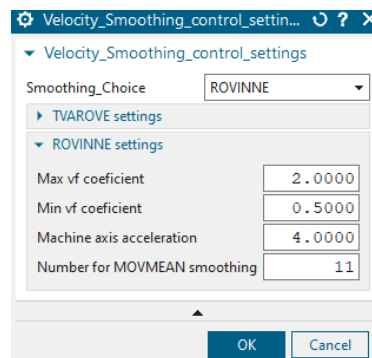 Velocity_Smoothing_control_settin... ? X
Velocity_Smoothing_control_settings
Smoothing_Choice ROVINNE
TVAROVE settings
ROVINNE settings
Max vf coeficient 2.0000
Min vf coeficient 0.5000
Machine axis acceleration 4.0000
Number for MOVMEAN smoothing 11
OK Cancel